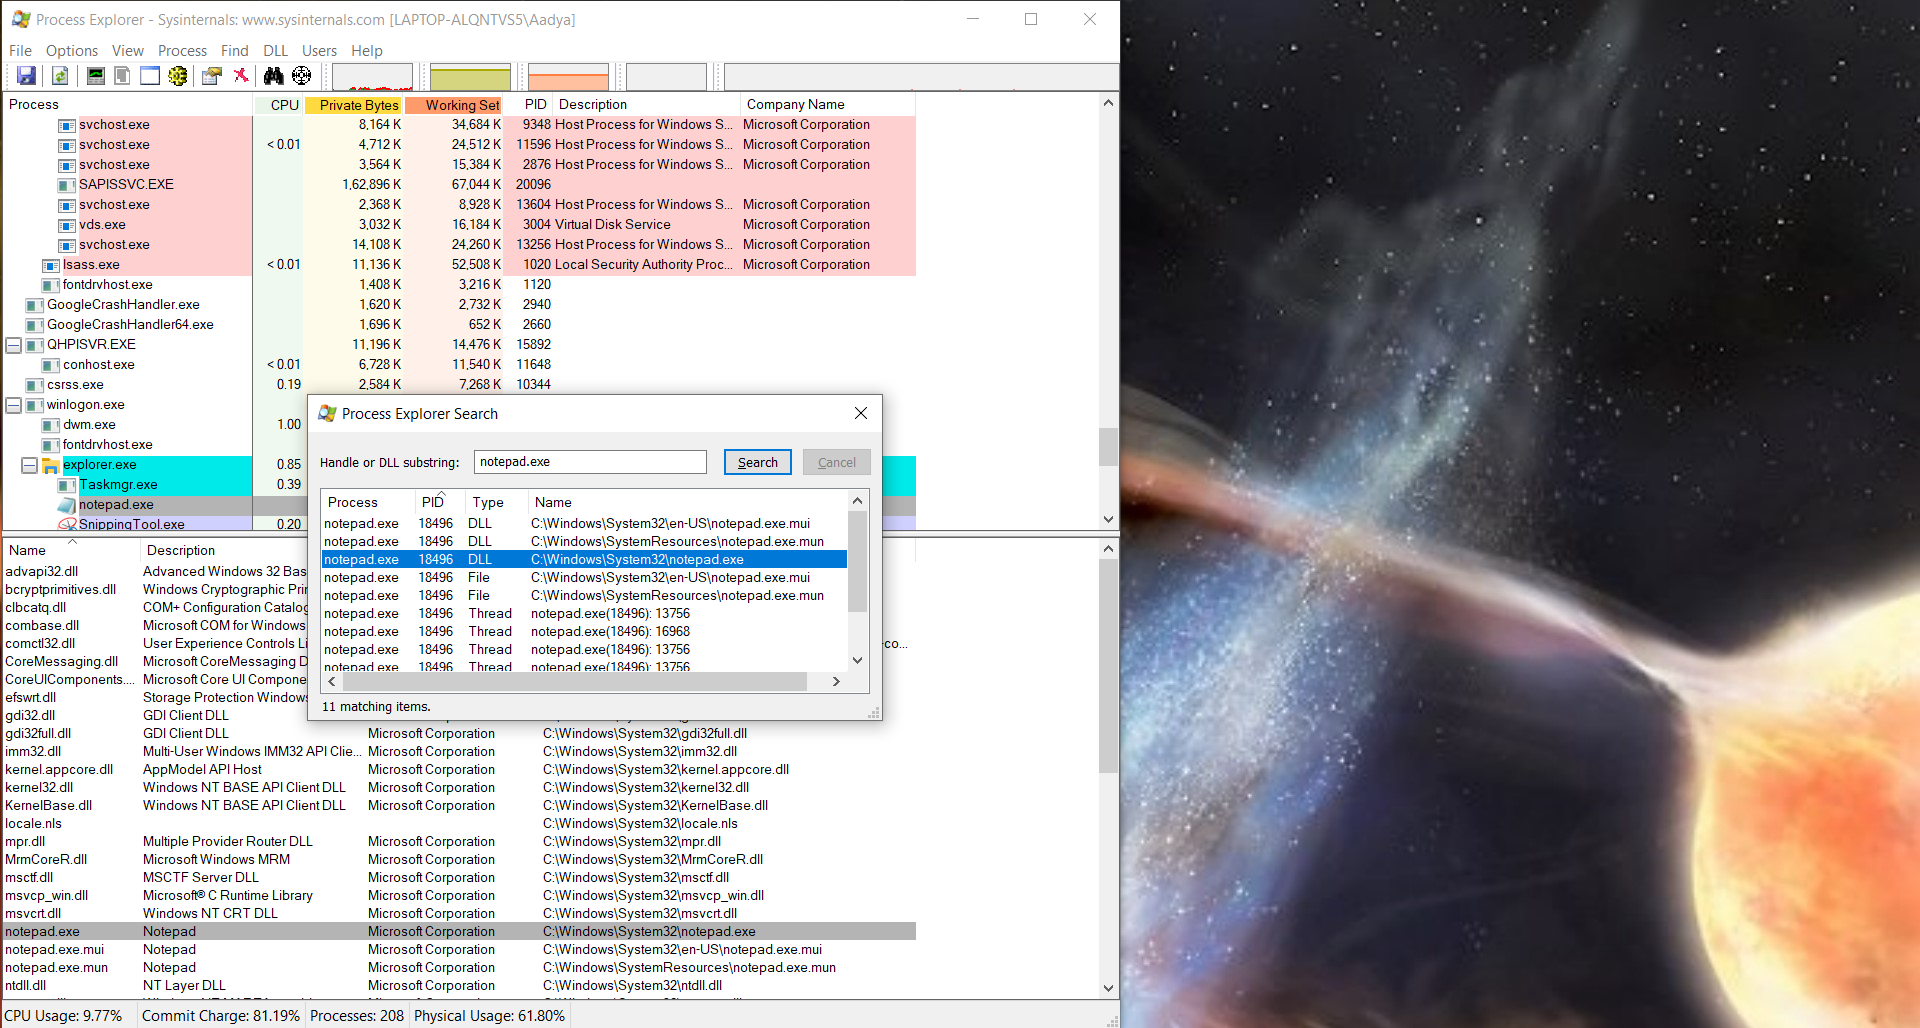 Process Explorer - Sysinternals: www.sysinternals.com [LAPTOP-ALQNTVS5\Aadya]
File Options View Process Find DLL Users Help
Process CPU Private Bytes Working Set PID Description Company Name
svchost.exe 8,164 K 34,684 K 9348 Host Process for Windows S... Microsoft Corporation
svchost.exe < 0.01 4,712 K 24,512 K 11596 Host Process for Windows S... Microsoft Corporation
svchost.exe 3,564 K 15,384 K 2876 Host Process for Windows S... Microsoft Corporation
SAPISSVC.EXE 1,62,896 K 67,044 K 20096
svchost.exe 2,368 K 8,928 K 13604 Host Process for Windows S... Microsoft Corporation
vds.exe 3,032 K 16,184 K 3004 Virtual Disk Service Microsoft Corporation
svchost.exe 14,108 K 24,260 K 13256 Host Process for Windows S... Microsoft Corporation
lsass.exe < 0.01 11,136 K 52,508 K 1020 Local Security Authority Proc... Microsoft Corporation
fontdrvhost.exe 1,408 K 3,216 K 1120
GoogleCrashHandler.exe 1,620 K 2,732 K 2940
GoogleCrashHandler64.exe 1,696 K 652 K 2660
QHPISVR.EXE 11,196 K 14,476 K 15892
conhost.exe < 0.01 6,728 K 11,540 K 11648
csrss.exe 0.19 2,584 K 7,268 K 10344
winlogon.exe
dwm.exe 1.00
fontdrvhost.exe
explorer.exe 0.85
Taskmgr.exe 0.39
notepad.exe
SnippingTool.exe 0.20
Process Explorer Search
Handle or DLL substring: notepad.exe Search Cancel
Process PID Type Name
notepad.exe 18496 DLL C:\Windows\System32\en-US\notepad.exe.mui
notepad.exe 18496 DLL C:\Windows\SystemResources\notepad.exe.mun
notepad.exe 18496 DLL C:\Windows\System32\notepad.exe
notepad.exe 18496 File C:\Windows\System32\en-US\notepad.exe.mui
notepad.exe 18496 File C:\Windows\SystemResources\notepad.exe.mun
notepad.exe 18496 Thread notepad.exe(18496): 13756
notepad.exe 18496 Thread notepad.exe(18496): 16968
notepad.exe 18496 Thread notepad.exe(18496): 13756
notepad.exe 18496 Thread notepad.exe(18496): 13756
11 matching items.
Name Description
advapi32.dll Advanced Windows 32 Bas
bcryptprimitives.dll Windows Cryptographic Prin
clbcatq.dll COM+ Configuration Catalog
combase.dll Microsoft COM for Windows
comctl32.dll User Experience Controls Li co...
CoreMessaging.dll Microsoft CoreMessaging D
CoreUIComponents.... Microsoft Core UI Compone
efswrt.dll Storage Protection Windows
gdi32.dll GDI Client DLL
gdi32full.dll GDI Client DLL Microsoft Corporation C:\Windows\System32\gdi32full.dll
imm32.dll Multi-User Windows IMM32 API Clie... Microsoft Corporation C:\Windows\System32\imm32.dll
kernel.appcore.dll AppModel API Host Microsoft Corporation C:\Windows\System32\kernel.appcore.dll
kernel32.dll Windows NT BASE API Client DLL Microsoft Corporation C:\Windows\System32\kernel32.dll
KernelBase.dll Windows NT BASE API Client DLL Microsoft Corporation C:\Windows\System32\KernelBase.dll
locale.nls C:\Windows\System32\locale.nls
mpr.dll Multiple Provider Router DLL Microsoft Corporation C:\Windows\System32\mpr.dll
MrmCoreR.dll Microsoft Windows MRM Microsoft Corporation C:\Windows\System32\MrmCoreR.dll
msctf.dll MSCTF Server DLL Microsoft Corporation C:\Windows\System32\msctf.dll
msvcp_win.dll Microsoft® C Runtime Library Microsoft Corporation C:\Windows\System32\msvcp_win.dll
msvcrt.dll Windows NT CRT DLL Microsoft Corporation C:\Windows\System32\msvcrt.dll
notepad.exe Notepad Microsoft Corporation C:\Windows\System32\notepad.exe
notepad.exe.mui Notepad Microsoft Corporation C:\Windows\System32\en-US\notepad.exe.mui
notepad.exe.mun Notepad Microsoft Corporation C:\Windows\SystemResources\notepad.exe.mun
ntdll.dll NT Layer DLL Microsoft Corporation C:\Windows\System32\ntdll.dll
CPU Usage: 9.77% Commit Charge: 81.19% Processes: 208 Physical Usage: 61.80%